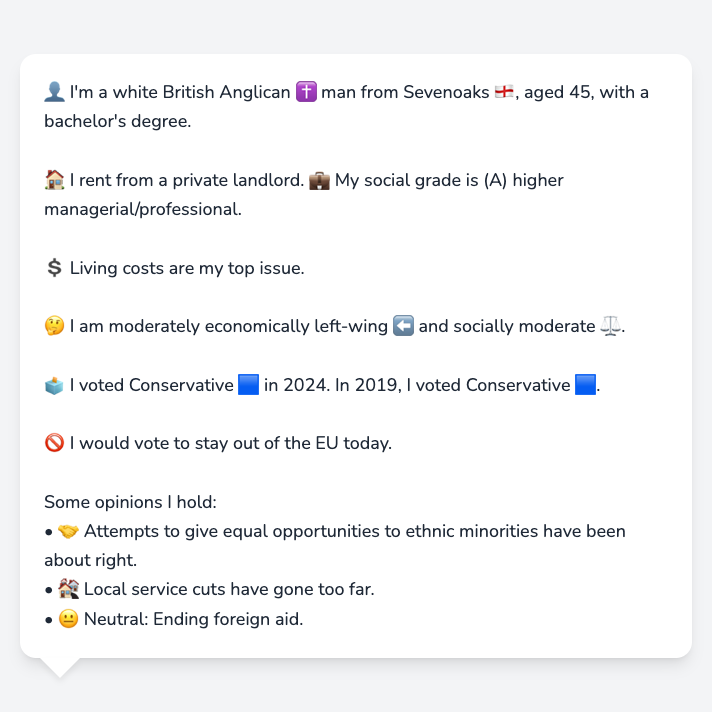 👤 I'm a white British Anglican ✝️ man from Sevenoaks 🏴󠁧󠁢󠁥󠁮󠁧󠁿, aged 45, with a
bachelor's degree.
🏠 I rent from a private landlord. 💼 My social grade is (A) higher
managerial/professional.
💲 Living costs are my top issue.
🤔 I am moderately economically left-wing ⬅️ and socially moderate ⚖️.
🗳️ I voted Conservative 🟦 in 2024. In 2019, I voted Conservative 🟦.
🚫 I would vote to stay out of the EU today.
Some opinions I hold:
• 🤝 Attempts to give equal opportunities to ethnic minorities have been
about right.
• 🏚️ Local service cuts have gone too far.
• 😐 Neutral: Ending foreign aid.